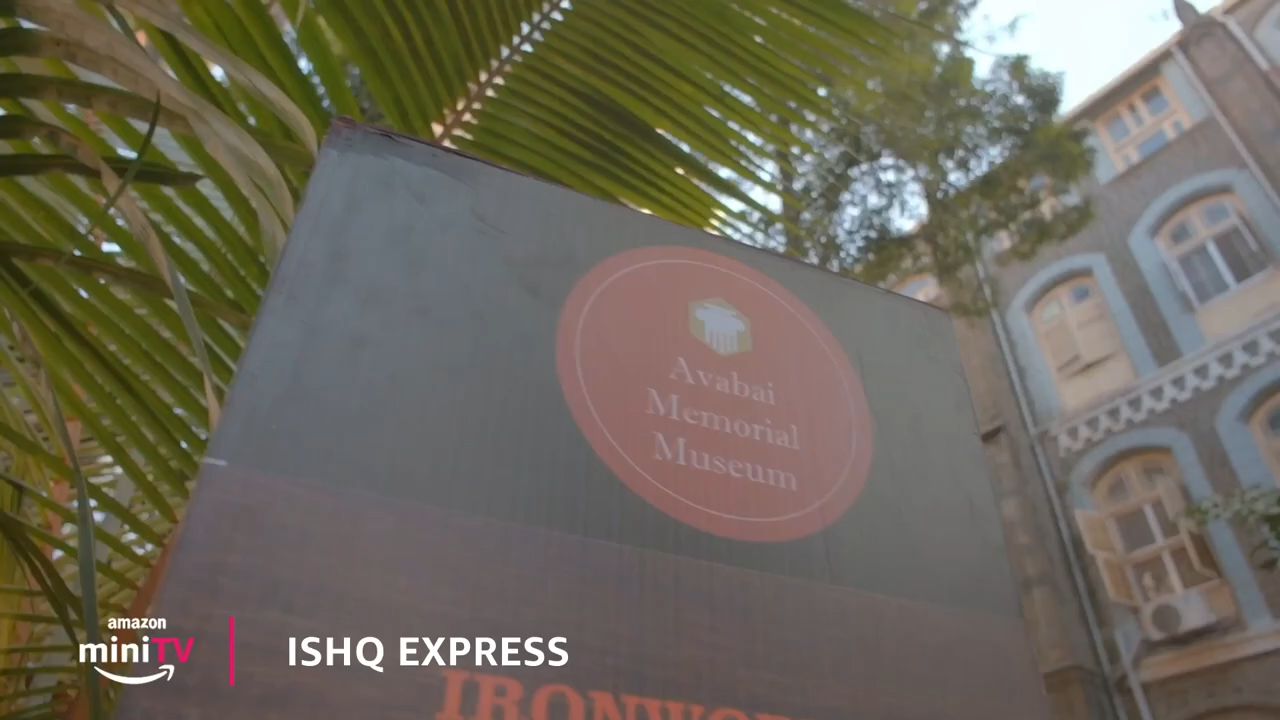 Avabai
Memorial
Museum
amazon
miniTV
ISHQ EXPRESS